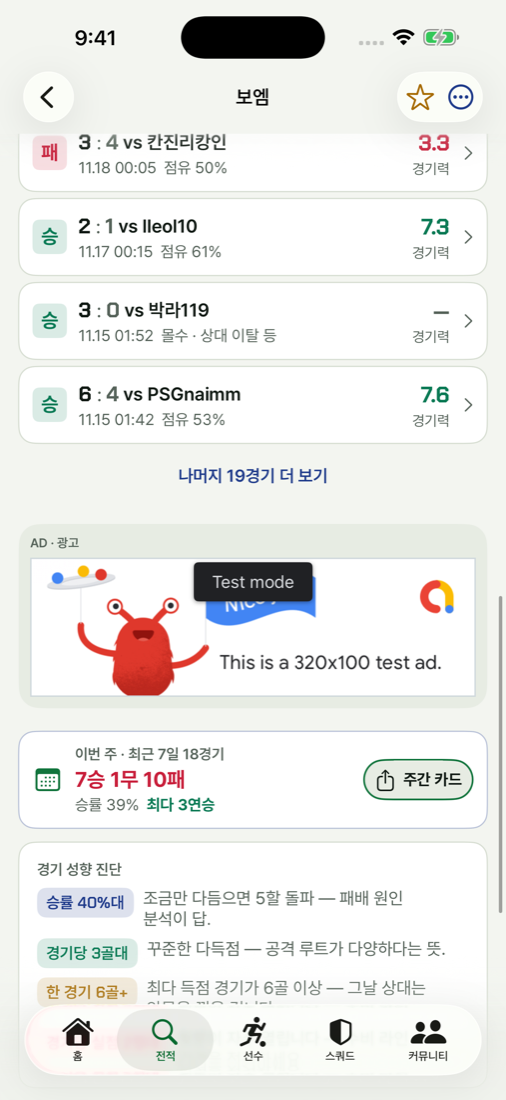 9:41
보엠
패
3 : 4 vs 칸진리캉인
3.3
11.18 00:05 점유 50%
경기력
승
2 : 1 vs lleol10
7.3
11.17 00:15 점유 61%
경기력
승
3 : 0 vs 박라119
–
11.15 01:52 몰수 · 상대 이탈 등
경기력
승
6 : 4 vs PSGnaimm
7.6
11.15 01:42 점유 53%
경기력
나머지 19경기 더 보기
AD · 광고
Test mode
This is a 320x100 test ad.
이번 주 · 최근 7일 18경기
7승 1무 10패
승률 39% 최다 3연승
주간 카드
경기 성향 진단
승률 40%대
조금만 다듬으면 5할 돌파 — 패배 원인
분석이 답.
경기당 3골대
꾸준한 다득점 — 공격 루트가 다양하다는 뜻.
한 경기 6골+
최다 득점 경기가 6골 이상 — 그날 상대는
홈
전적
선수
스쿼드
커뮤니티